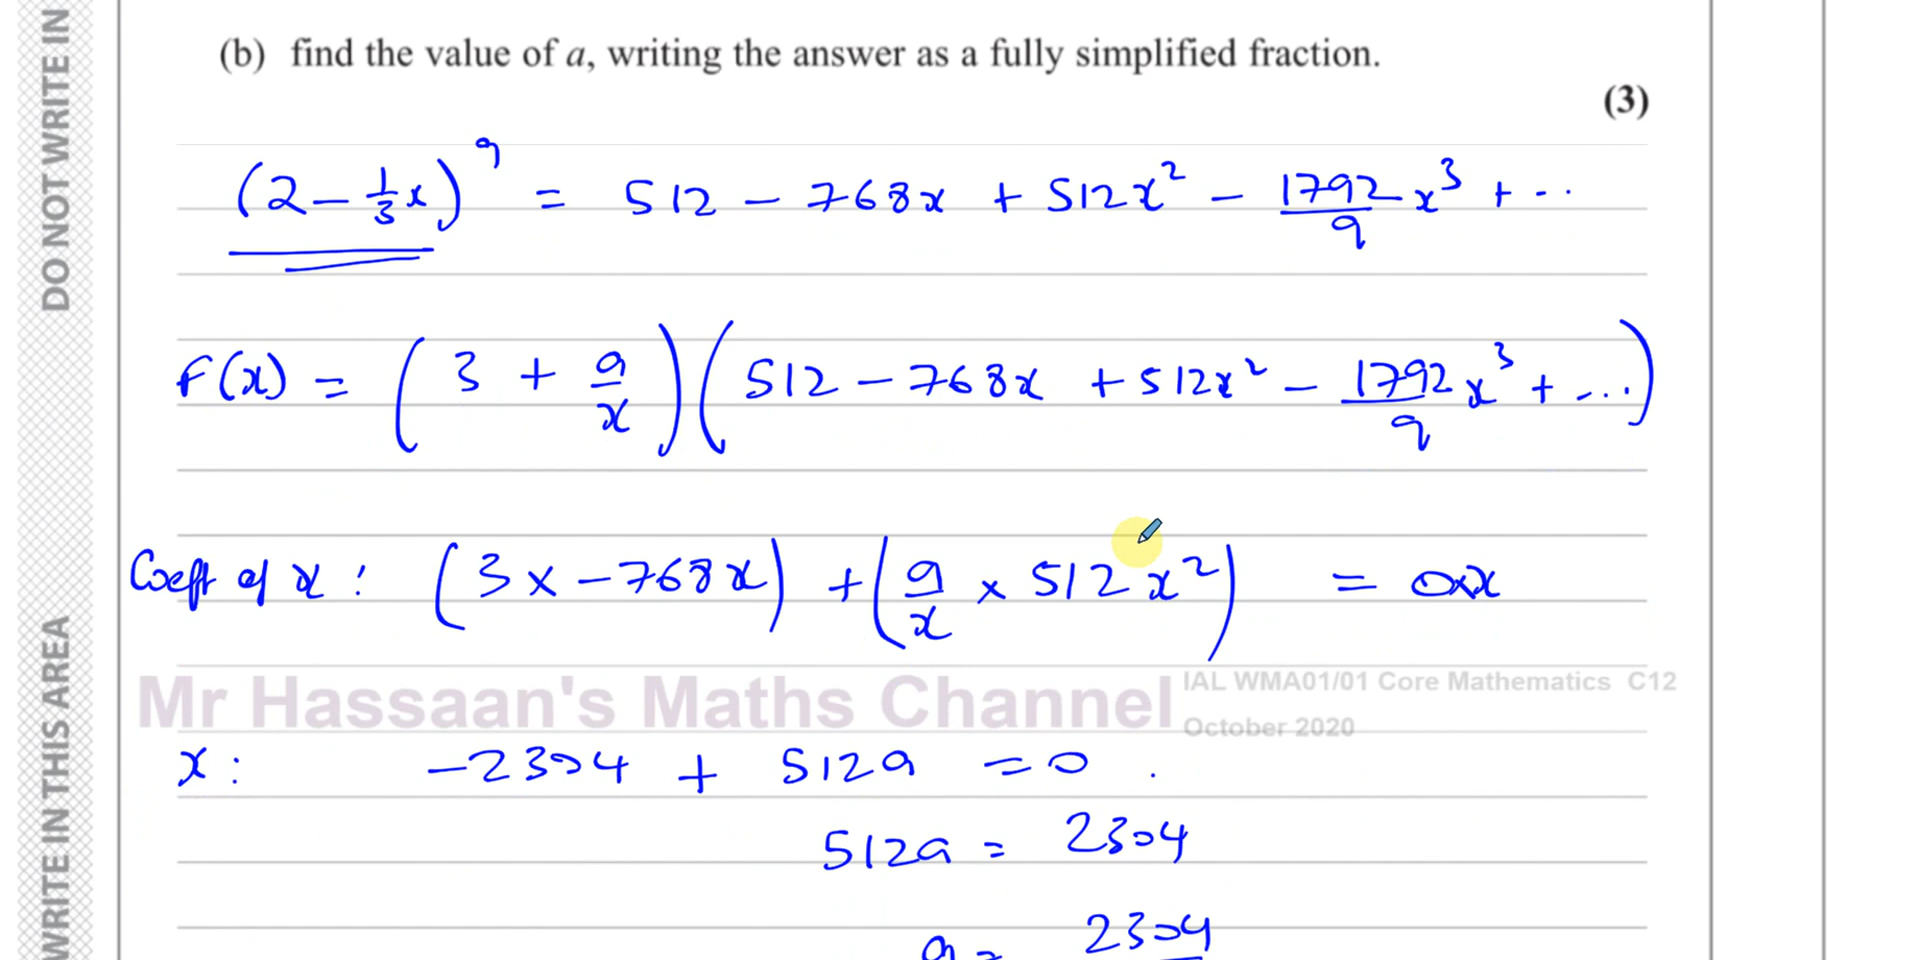 DO NOT WRITE IN
WRITE IN THIS AREA
(b) find the value of a, writing the answer as a fully simplified fraction.
(3)
(2 - 1/3 x)^9 = 512 - 768x + 512x² - 1792/9 x³ + ...
F(x) = (3 + a/x)(512 - 768x + 512x² - 1792/9 x³ + ...)
Coeff of x : (3 × -768x) + (a/x × 512x²) = 0x
Mr Hassaan's Maths Channel
IAL WMA01/01 Core Mathematics C12
October 2020
x : -2304 + 512a = 0 .
512a = 2304
a = 2304